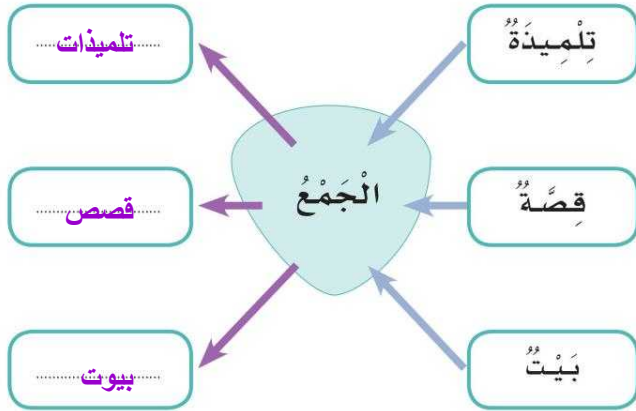 تِلْمِيذَةٌ
تلميذات
الْجَمْعُ
قِصَّةٌ
قصص
بَيْتٌ
بيوت